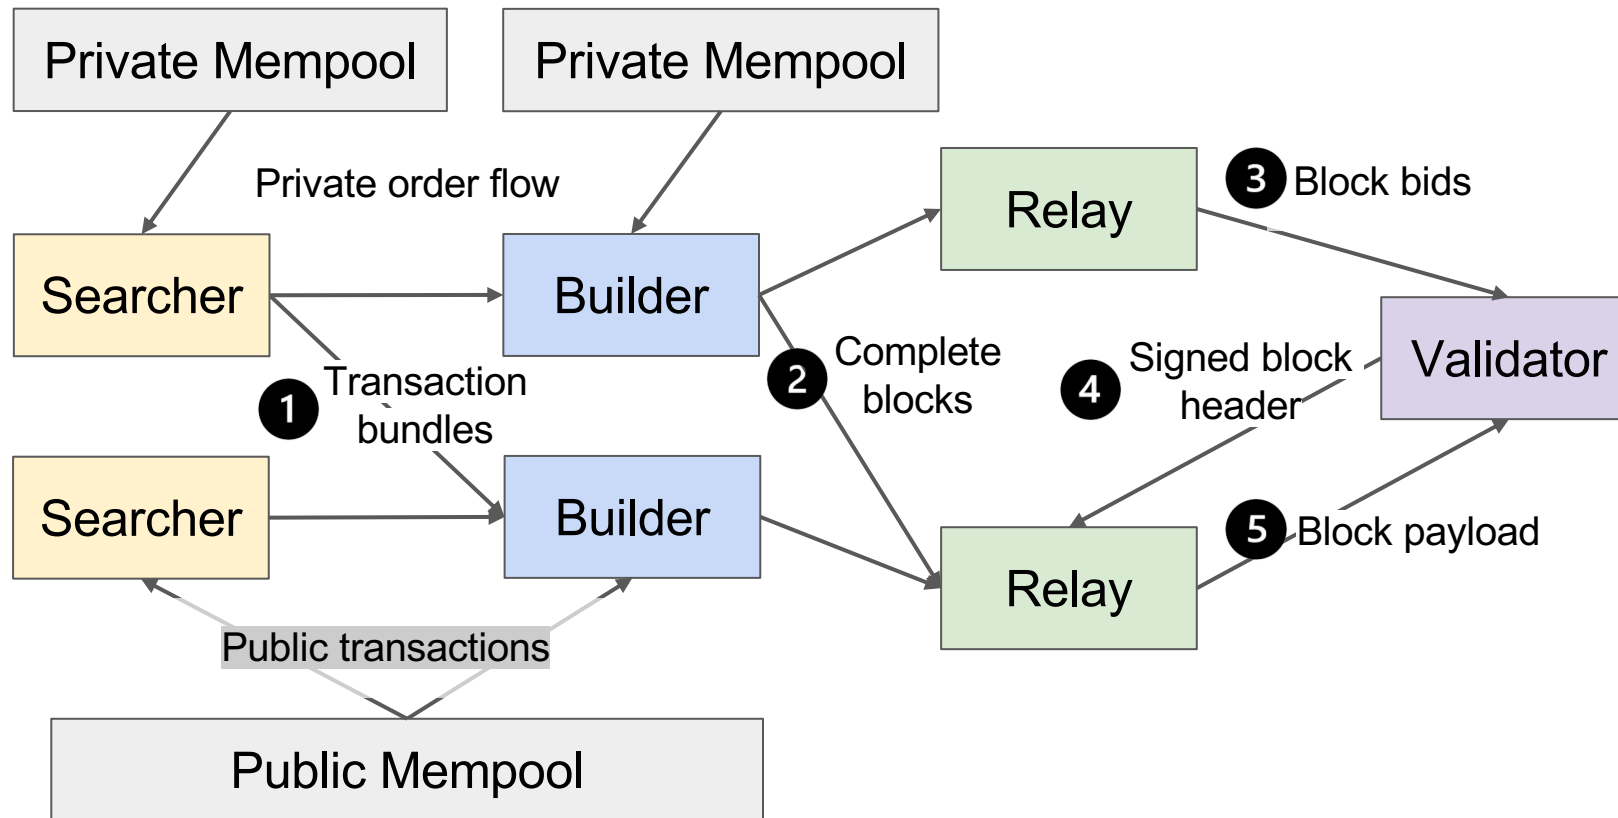 Private Mempool
Private Mempool
Private order flow
Relay
3 Block bids
Searcher
Builder
1 Transaction
bundles
2 Complete
blocks
4 Signed block
header
Validator
Searcher
Builder
Relay
5 Block payload
Public transactions
Public Mempool